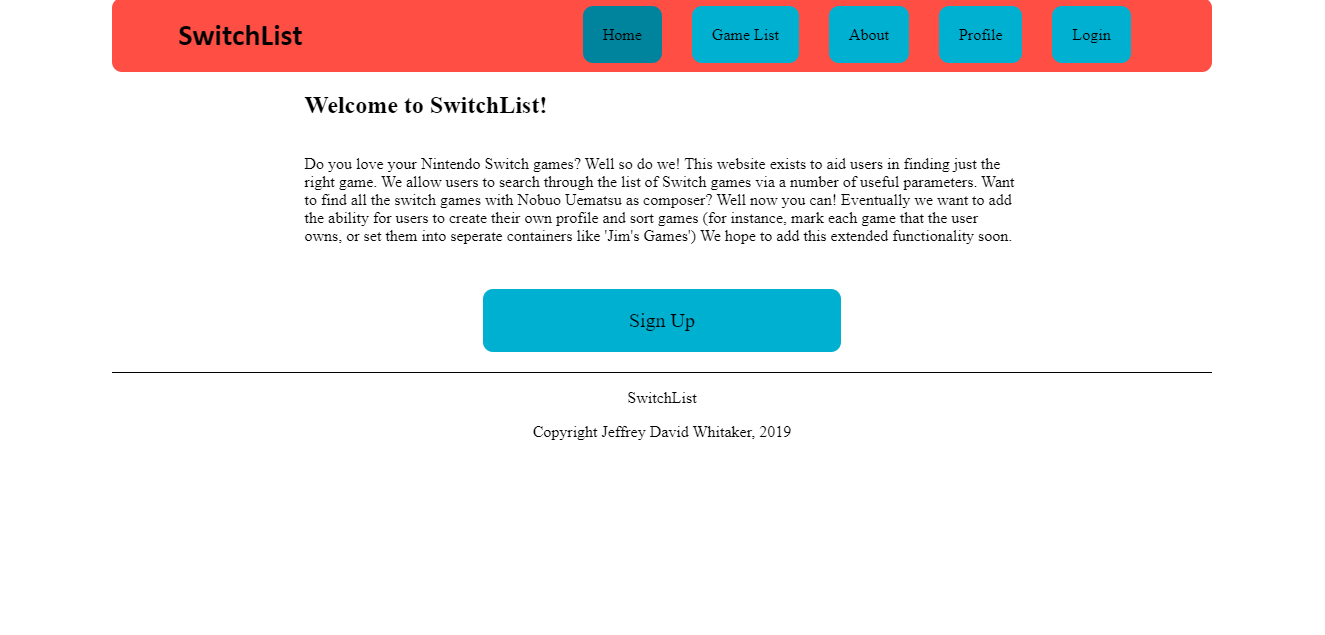 SwitchList
Home
Game List
About
Profile
Login
Welcome to SwitchList!
Do you love your Nintendo Switch games? Well so do we! This website exists to aid users in finding just the
right game. We allow users to search through the list of Switch games via a number of useful parameters. Want
to find all the switch games with Nobuo Uematsu as composer? Well now you can! Eventually we want to add
the ability for users to create their own profile and sort games (for instance, mark each game that the user
owns, or set them into seperate containers like 'Jim's Games') We hope to add this extended functionality soon.
Sign Up
SwitchList
Copyright Jeffrey David Whitaker, 2019